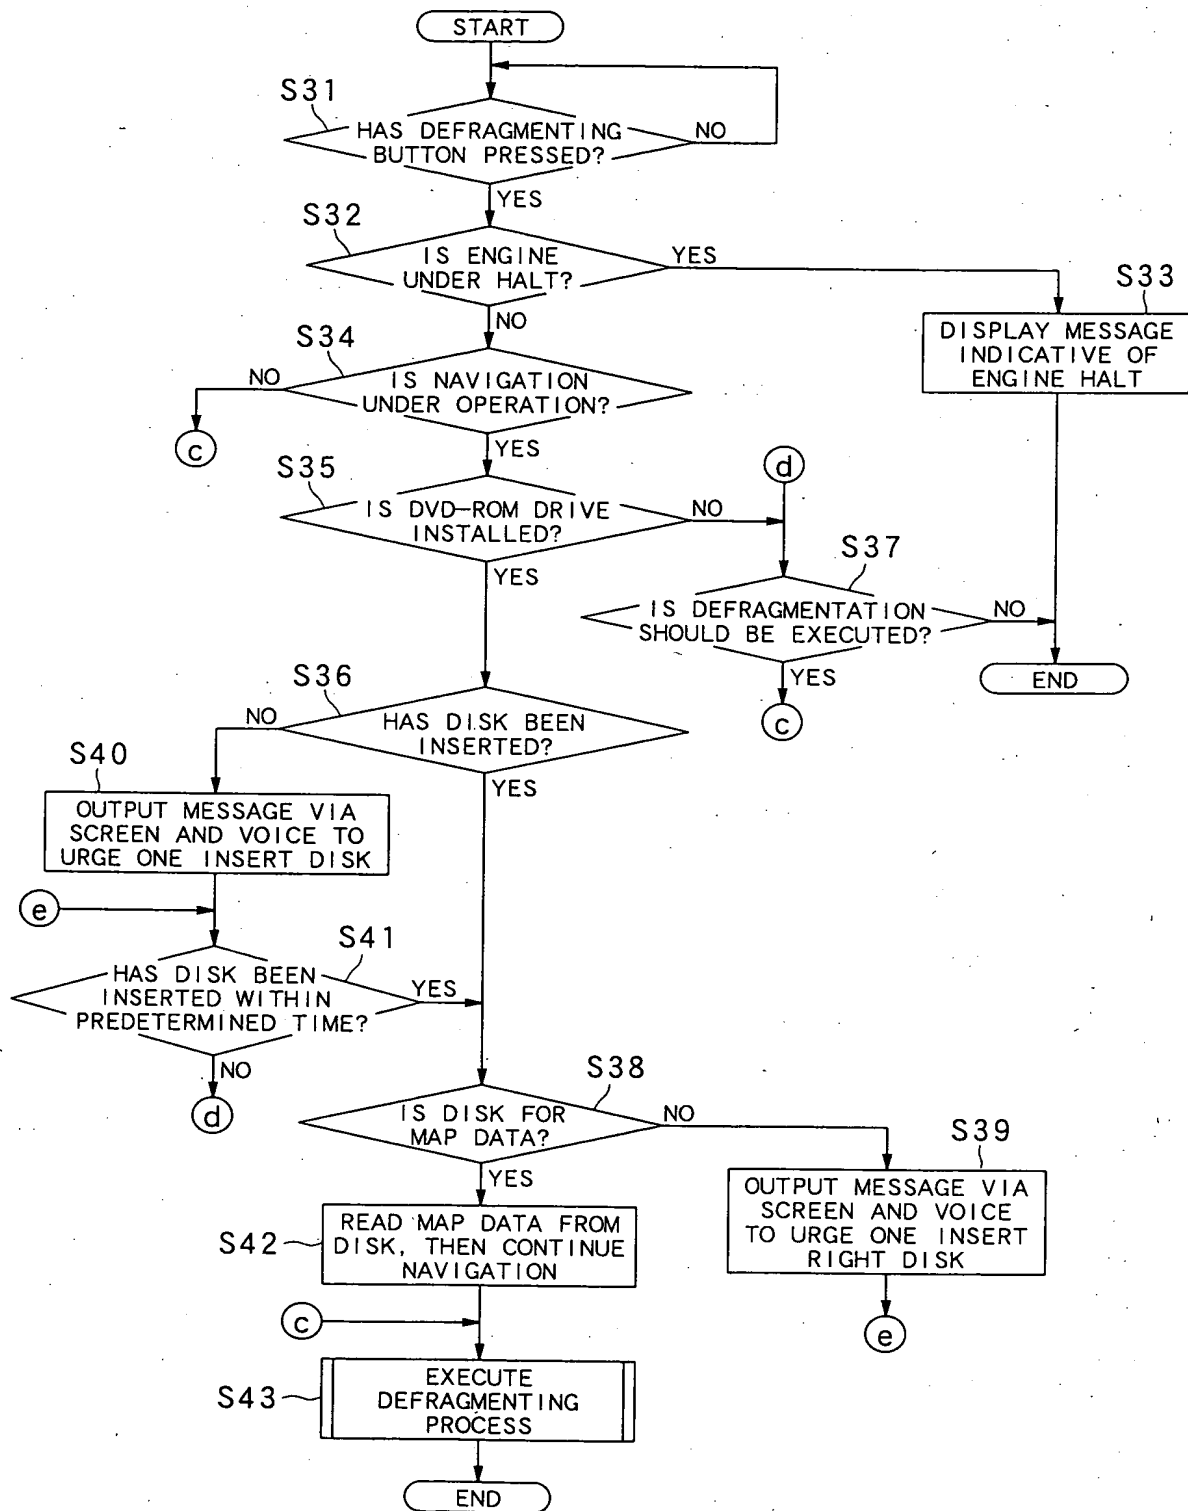 START
S31
HAS DEFRAGMENTING
BUTTON PRESSED?
NO
YES
S32
IS ENGINE
UNDER HALT?
YES
NO
S33
DISPLAY MESSAGE
INDICATIVE OF
ENGINE HALT
S34
IS NAVIGATION
UNDER OPERATION?
NO
c
YES
d
S35
IS DVD-ROM DRIVE
INSTALLED?
NO
YES
S37
IS DEFRAGMENTATION
SHOULD BE EXECUTED?
NO
YES
END
c
S36
HAS DISK BEEN
INSERTED?
NO
YES
S40
OUTPUT MESSAGE VIA
SCREEN AND VOICE TO
URGE ONE INSERT DISK
e
S41
HAS DISK BEEN
INSERTED WITHIN
PREDETERMINED TIME?
YES
NO
d
S38
IS DISK FOR
MAP DATA?
NO
YES
S39
OUTPUT MESSAGE VIA
SCREEN AND VOICE
TO URGE ONE INSERT
RIGHT DISK
e
S42
READ MAP DATA FROM
DISK, THEN CONTINUE
NAVIGATION
c
S43
EXECUTE
DEFRAGMENTING
PROCESS
END